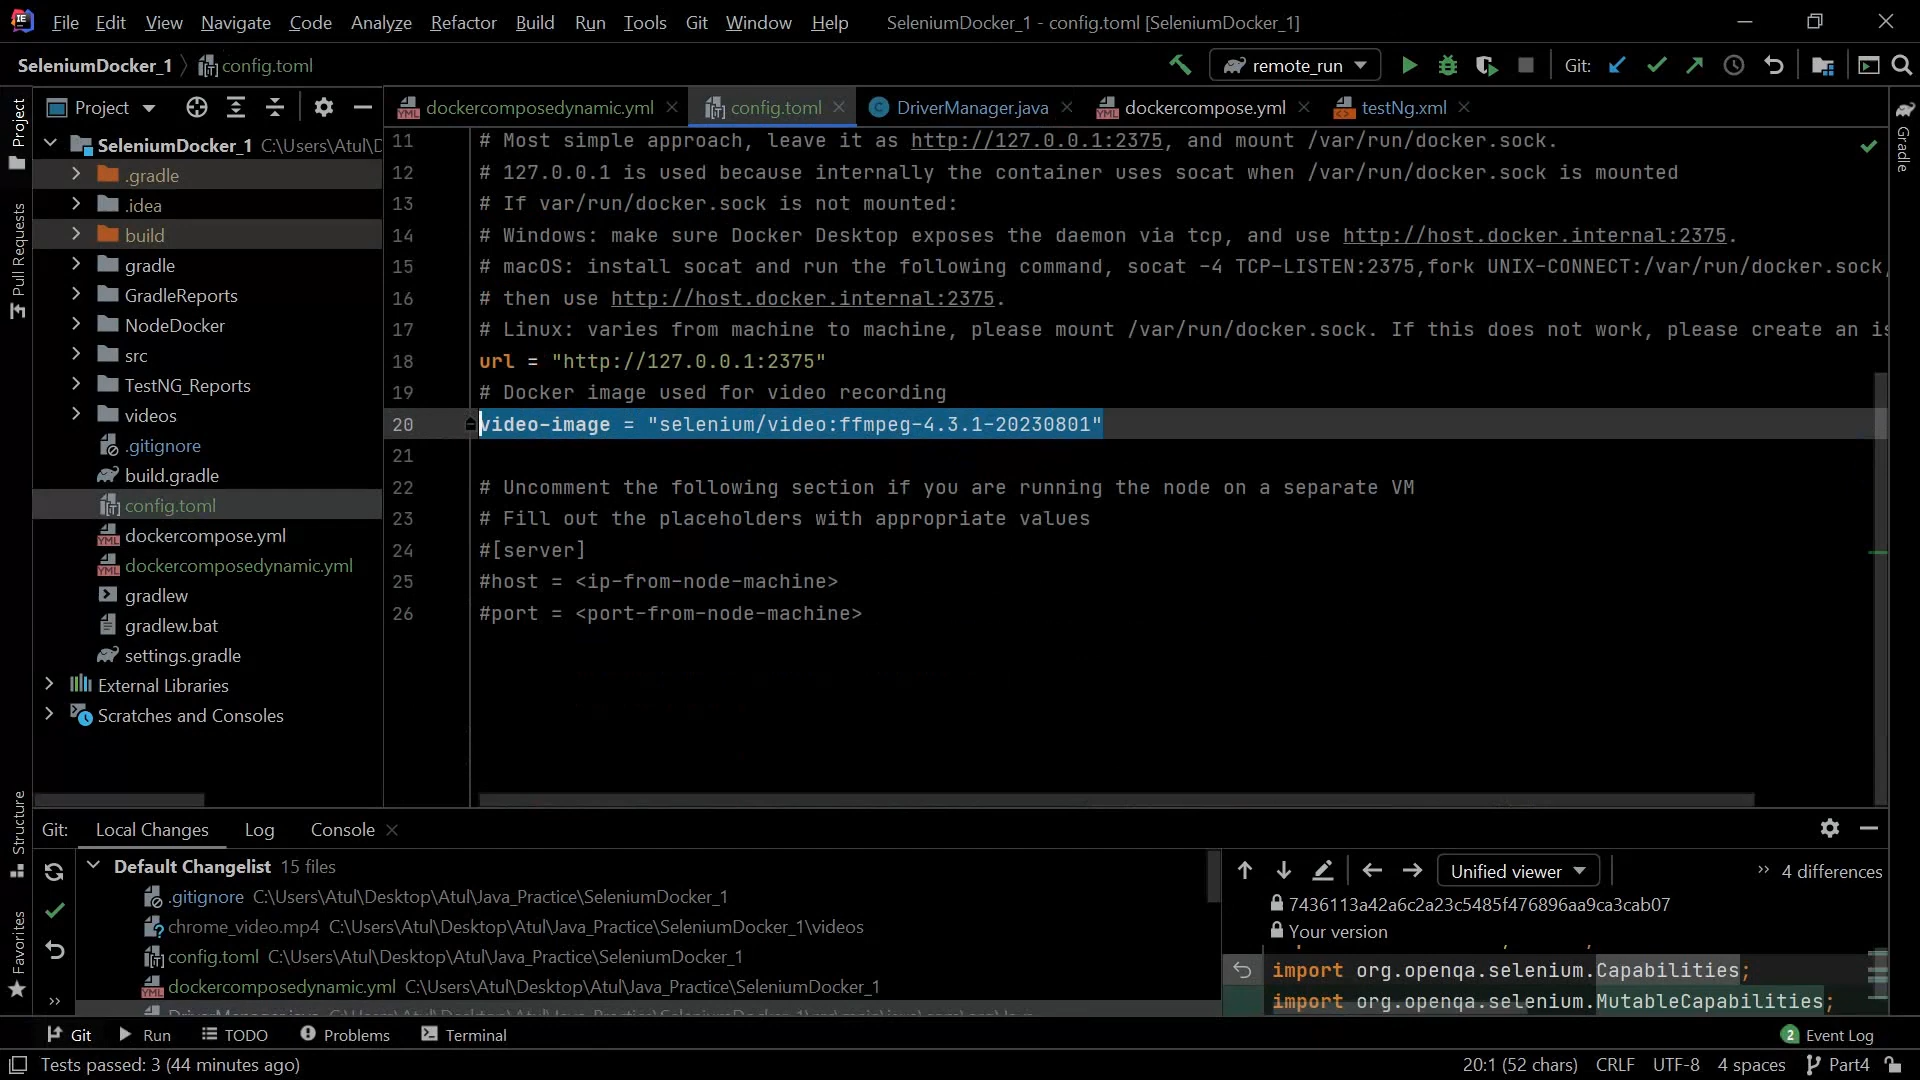 File Edit View Navigate Code Analyze Refactor Build Run Tools Git Window Help SeleniumDocker_1 - config.toml [SeleniumDocker_1]
SeleniumDocker_1 config.toml remote_run Git:
Project
dockercomposedynamic.yml config.toml DriverManager.java dockercompose.yml testNg.xml
Project
Pull Requests
Structure
Favorites
Gradle
SeleniumDocker_1 C:\Users\Atul\D
.gradle
.idea
build
gradle
GradleReports
NodeDocker
src
TestNG_Reports
videos
.gitignore
build.gradle
config.toml
dockercompose.yml
dockercomposedynamic.yml
gradlew
gradlew.bat
settings.gradle
External Libraries
Scratches and Consoles
11 # Most simple approach, leave it as http://127.0.0.1:2375, and mount /var/run/docker.sock.
12 # 127.0.0.1 is used because internally the container uses socat when /var/run/docker.sock is mounted
13 # If var/run/docker.sock is not mounted:
14 # Windows: make sure Docker Desktop exposes the daemon via tcp, and use http://host.docker.internal:2375.
15 # macOS: install socat and run the following command, socat -4 TCP-LISTEN:2375,fork UNIX-CONNECT:/var/run/docker.sock,
16 # then use http://host.docker.internal:2375.
17 # Linux: varies from machine to machine, please mount /var/run/docker.sock. If this does not work, please create an is
18 url = "http://127.0.0.1:2375"
19 # Docker image used for video recording
20 video-image = "selenium/video:ffmpeg-4.3.1-20230801"
21
22 # Uncomment the following section if you are running the node on a separate VM
23 # Fill out the placeholders with appropriate values
24 #[server]
25 #host = <ip-from-node-machine>
26 #port = <port-from-node-machine>
Git: Local Changes Log Console
Default Changelist 15 files
.gitignore C:\Users\Atul\Desktop\Atul\Java_Practice\SeleniumDocker_1
chrome_video.mp4 C:\Users\Atul\Desktop\Atul\Java_Practice\SeleniumDocker_1\videos
config.toml C:\Users\Atul\Desktop\Atul\Java_Practice\SeleniumDocker_1
dockercomposedynamic.yml C:\Users\Atul\Desktop\Atul\Java_Practice\SeleniumDocker_1
Unified viewer 4 differences
7436113a42a6c2a23c5485f476896aa9ca3cab07
Your version
import org.openqa.selenium.Capabilities;
import org.openqa.selenium.MutableCapabilities;
Git Run TODO Problems Terminal 2 Event Log
Tests passed: 3 (44 minutes ago) 20:1 (52 chars) CRLF UTF-8 4 spaces Part4